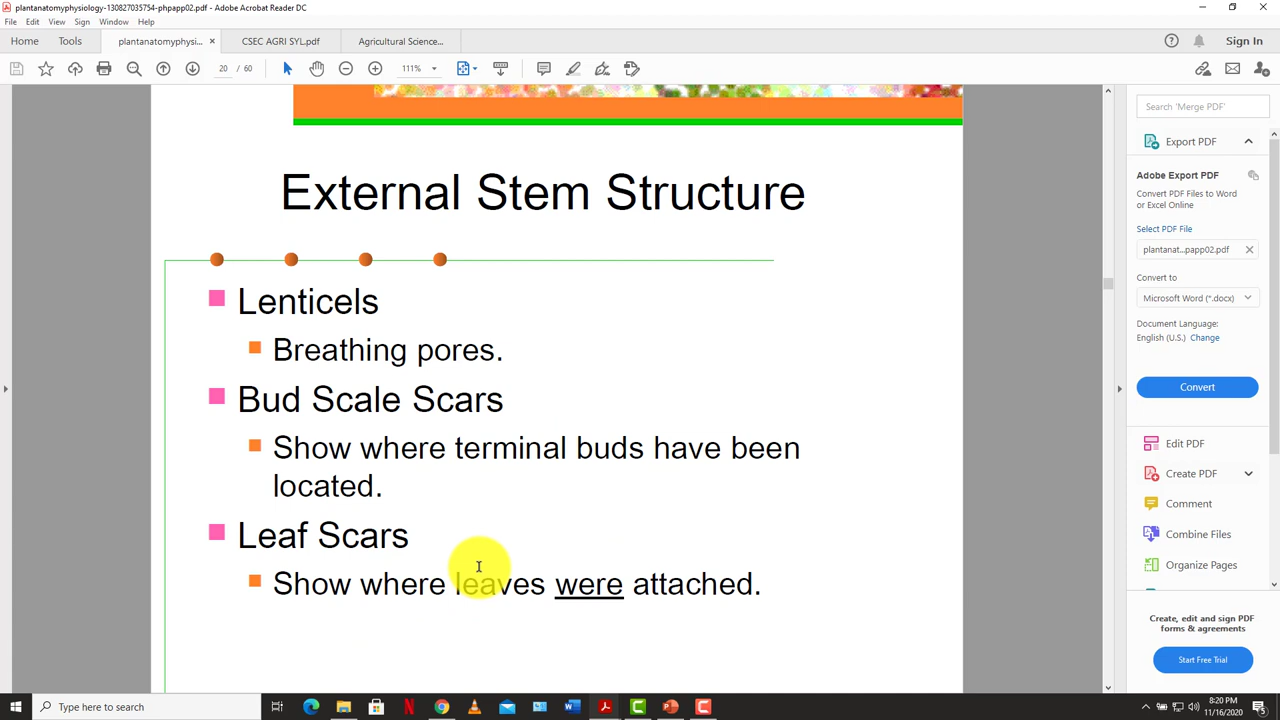 plantanatomyphysiology-130827035754-phpapp02.pdf - Adobe Acrobat Reader DC
File Edit View Sign Window Help
Home Tools plantanatomyphysi... × CSEC AGRI SYL.pdf Agricultural Science... Sign In
20 / 60 111%
External Stem Structure
Lenticels
Breathing pores.
Bud Scale Scars
Show where terminal buds have been
located.
Leaf Scars
Show where leaves were attached.
Search 'Merge PDF'
Export PDF
Adobe Export PDF
Convert PDF Files to Word
or Excel Online
Select PDF File
plantanat...papp02.pdf
Convert to
Microsoft Word (*.docx)
Document Language:
English (U.S.) Change
Convert
Edit PDF
Create PDF
Comment
Combine Files
Organize Pages
Create, edit and sign PDF
forms & agreements
Start Free Trial
Type here to search
8:20 PM
11/16/2020
5